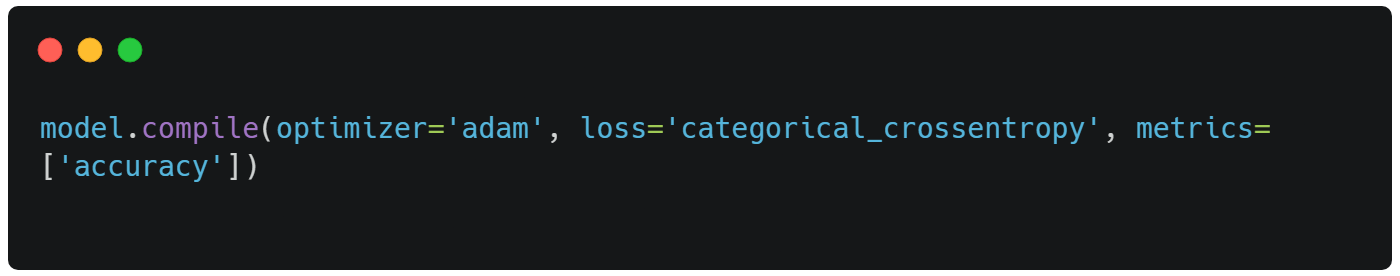 model.compile(optimizer='adam', loss='categorical_crossentropy', metrics=
['accuracy'])